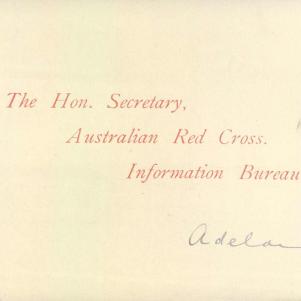 The Hon. Secretary,
Australian Red Cross.
Information Bureau